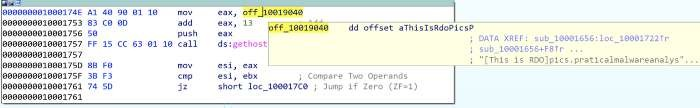 000000001000174E A1 40 90 01 10 mov eax, off_10019040
0000000010001753 83 C0 0D add eax, 13
off_10019040 dd offset aThisIsRdoPicsP
0000000010001756 50 push eax
; DATA XREF: sub_10001656:loc_10001722↑r
0000000010001757 FF 15 CC 63 01 10 call ds:gethost
; sub_10001656+F8↑r ...
0000000010001757
; "[This is RDO]pics.praticalmalwareanalys"...
000000001000175D 8B F0 mov esi, eax
000000001000175F 3B F3 cmp esi, ebx ; Compare Two Operands
0000000010001761 74 5D jz short loc_100017C0 ; Jump if Zero (ZF=1)
0000000010001761